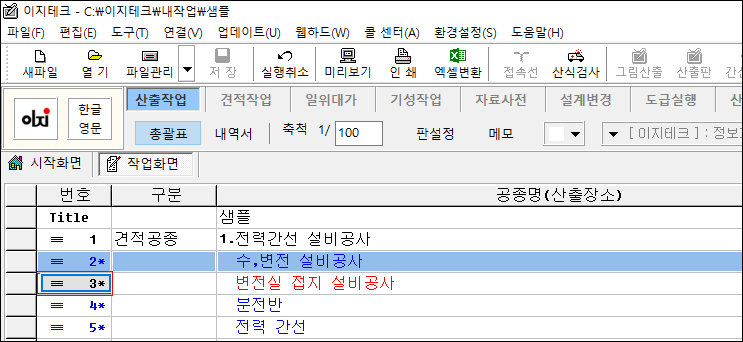 이지테크 - C:₩이지테크₩내작업₩샘플
파일(F) 편집(E) 도구(T) 연결(V) 업데이트(U) 웹하드(W) 콜 센터(A) 환경설정(S) 도움말(H)
새파일 열 기 파일관리 저 장 실행취소 미리보기 인 쇄 엑셀변환 접속선 산식검사 그림산출 산출판 간선
이지 한글 영문
산출작업 견적작업 일위대가 기성작업 자료사전 설계변경 도급실행 산
총괄표 내역서 축척 1/ 100 판설정 메모 [ 이지테크 ] : 정보기
시작화면 작업화면
번호 구분 공종명(산출장소)
Title 샘플
1 견적공종 1.전력간선 설비공사
2* 수,변전 설비공사
3* 변전실 접지 설비공사
4* 분전반
5* 전력 간선